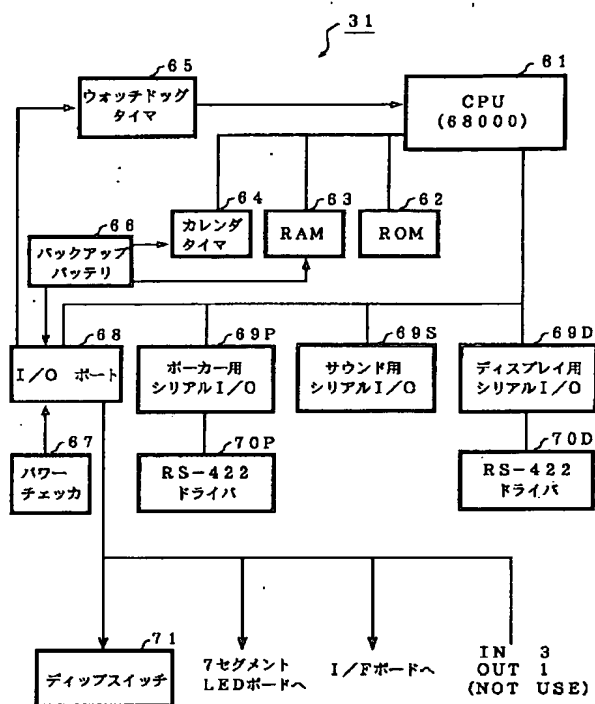 31
65
ウォッチドッグ
タイマ
61
CPU
(68000)
64
カレンダ
タイマ
63
RAM
62
ROM
66
バックアップ
バッテリ
68
I/O ポート
69P
ポーカー用
シリアルI/O
69S
サウンド用
シリアルI/O
69D
ディスプレイ用
シリアルI/O
67
パワー
チェッカ
70P
RS-422
ドライバ
70D
RS-422
ドライバ
71
ディップスイッチ
7セグメント
LEDボードへ
I/Fボードへ
IN 3
OUT 1
(NOT USE)